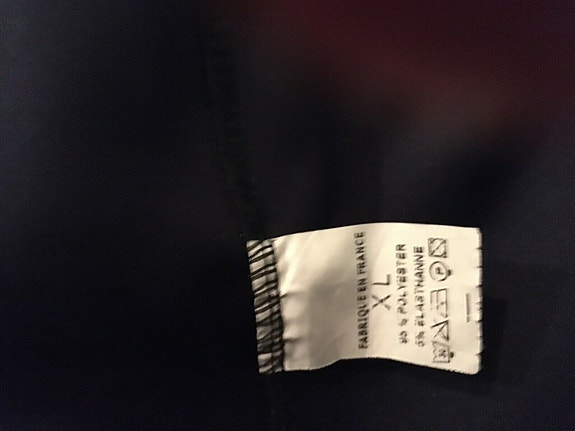 FABRIQUE EN FRANCE
XL
95 % POLYESTER
5% ELASTHANNE